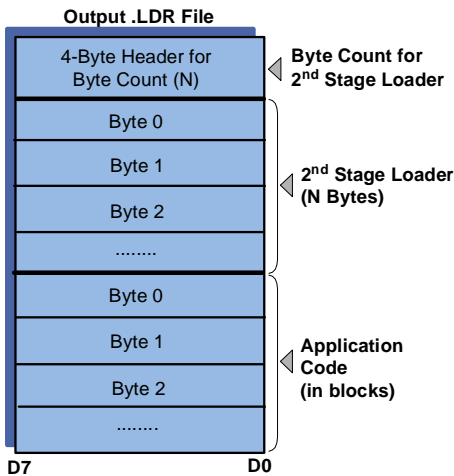 Output .LDR File
4-Byte Header for
Byte Count (N)
Byte Count for
2nd Stage Loader
Byte 0
Byte 1
Byte 2
........
2nd Stage Loader
(N Bytes)
Byte 0
Byte 1
Byte 2
........
Application
Code
(in blocks)
D7
D0